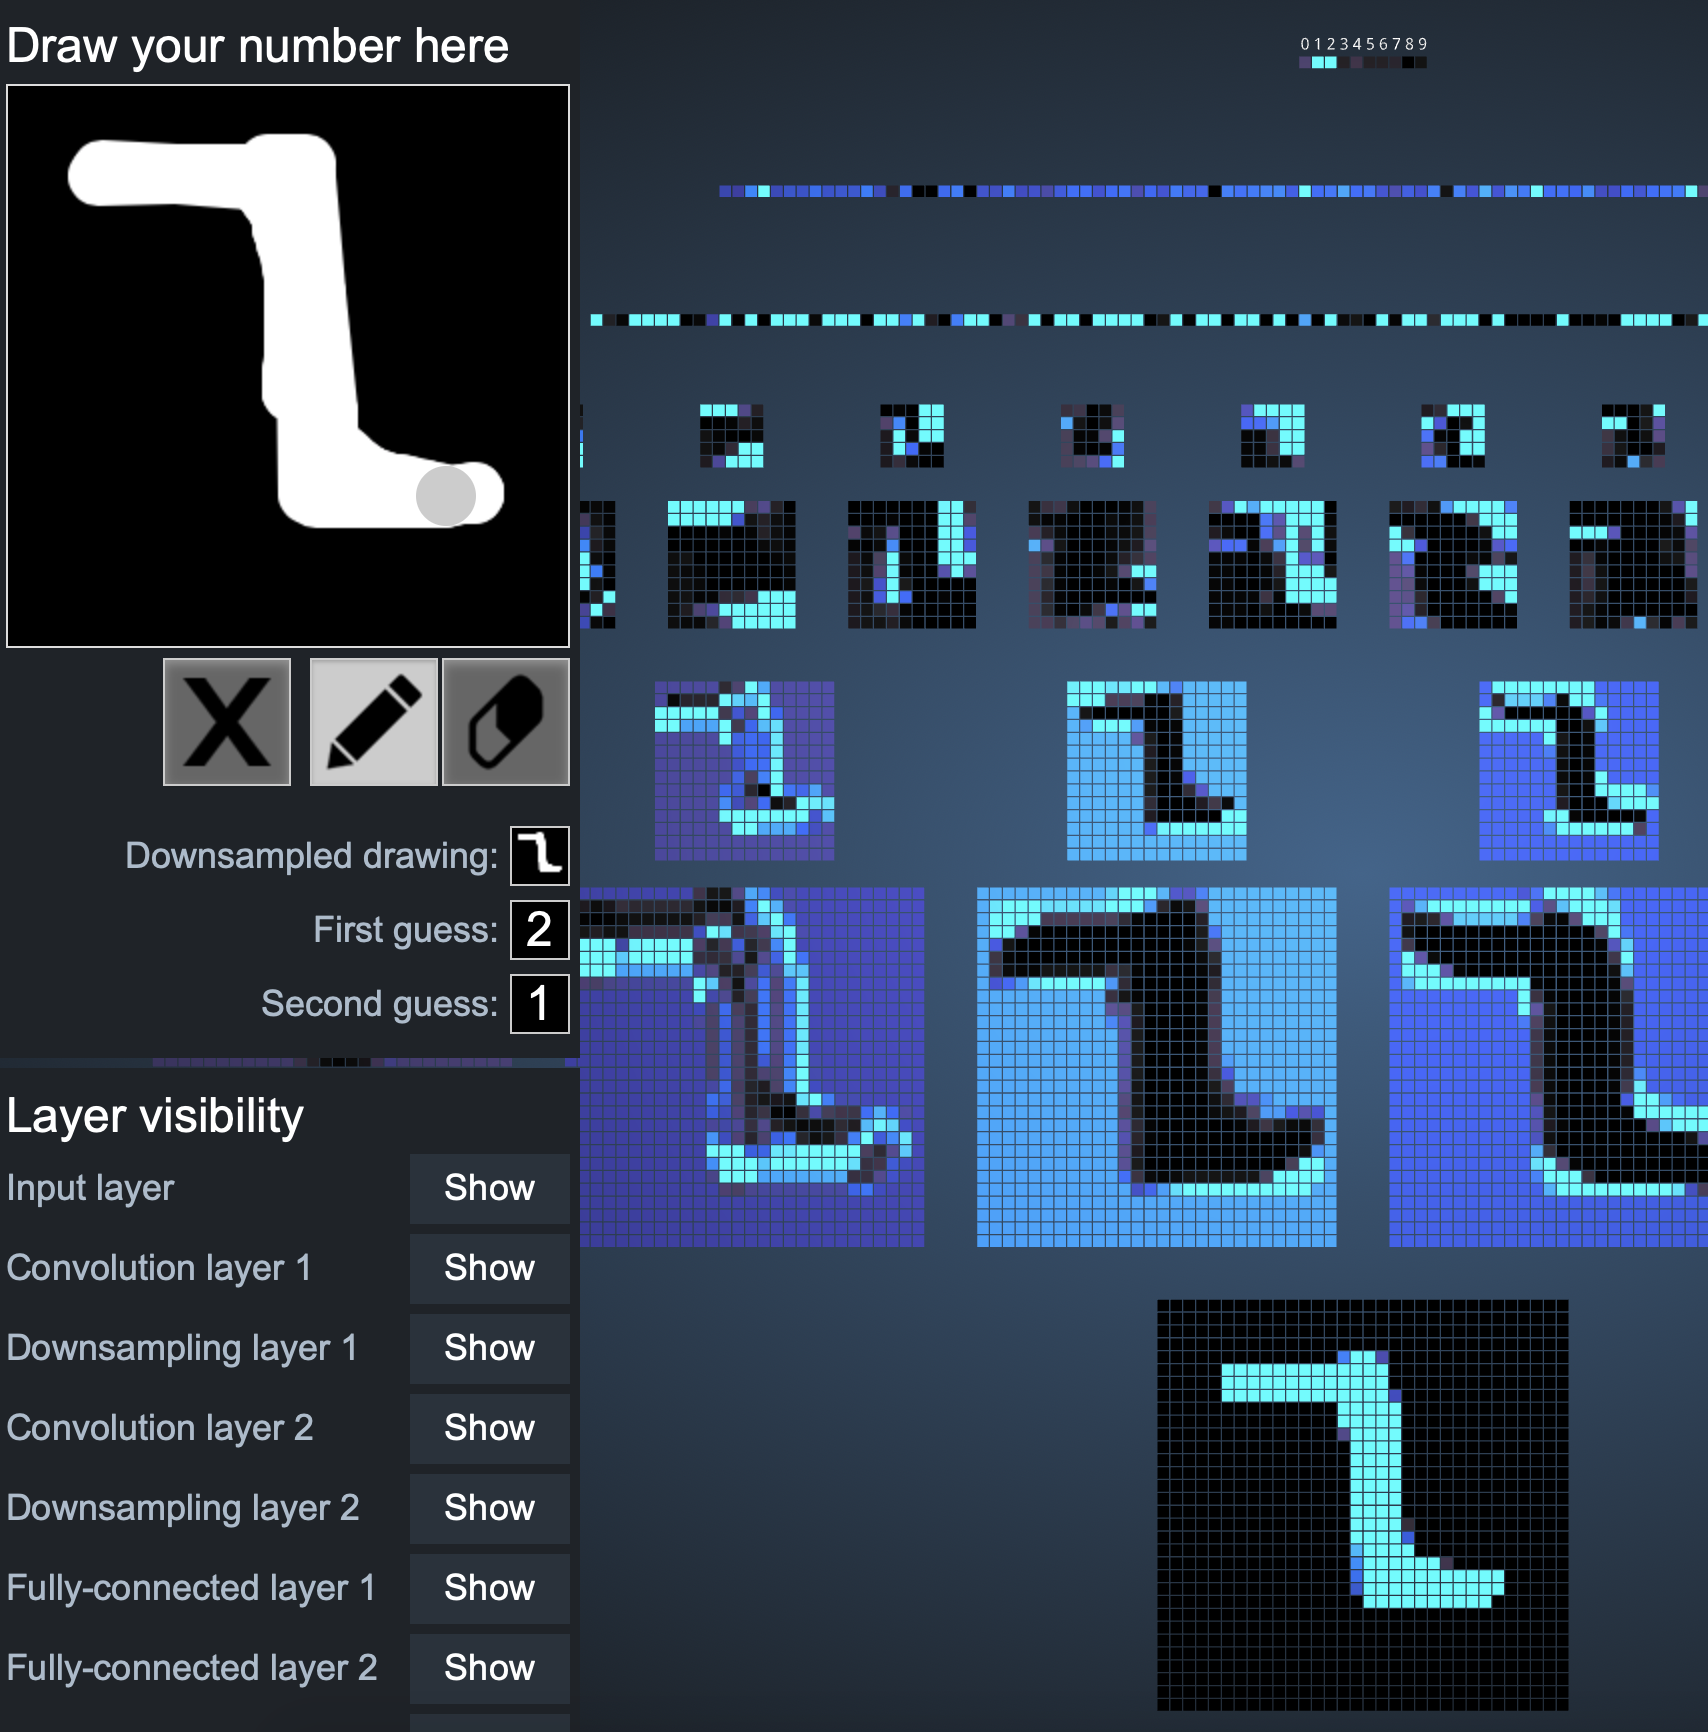 Draw your number here
0 1 2 3 4 5 6 7 8 9
X
Downsampled drawing:
First guess: 2
Second guess: 1
Layer visibility
Input layer Show
Convolution layer 1 Show
Downsampling layer 1 Show
Convolution layer 2 Show
Downsampling layer 2 Show
Fully-connected layer 1 Show
Fully-connected layer 2 Show